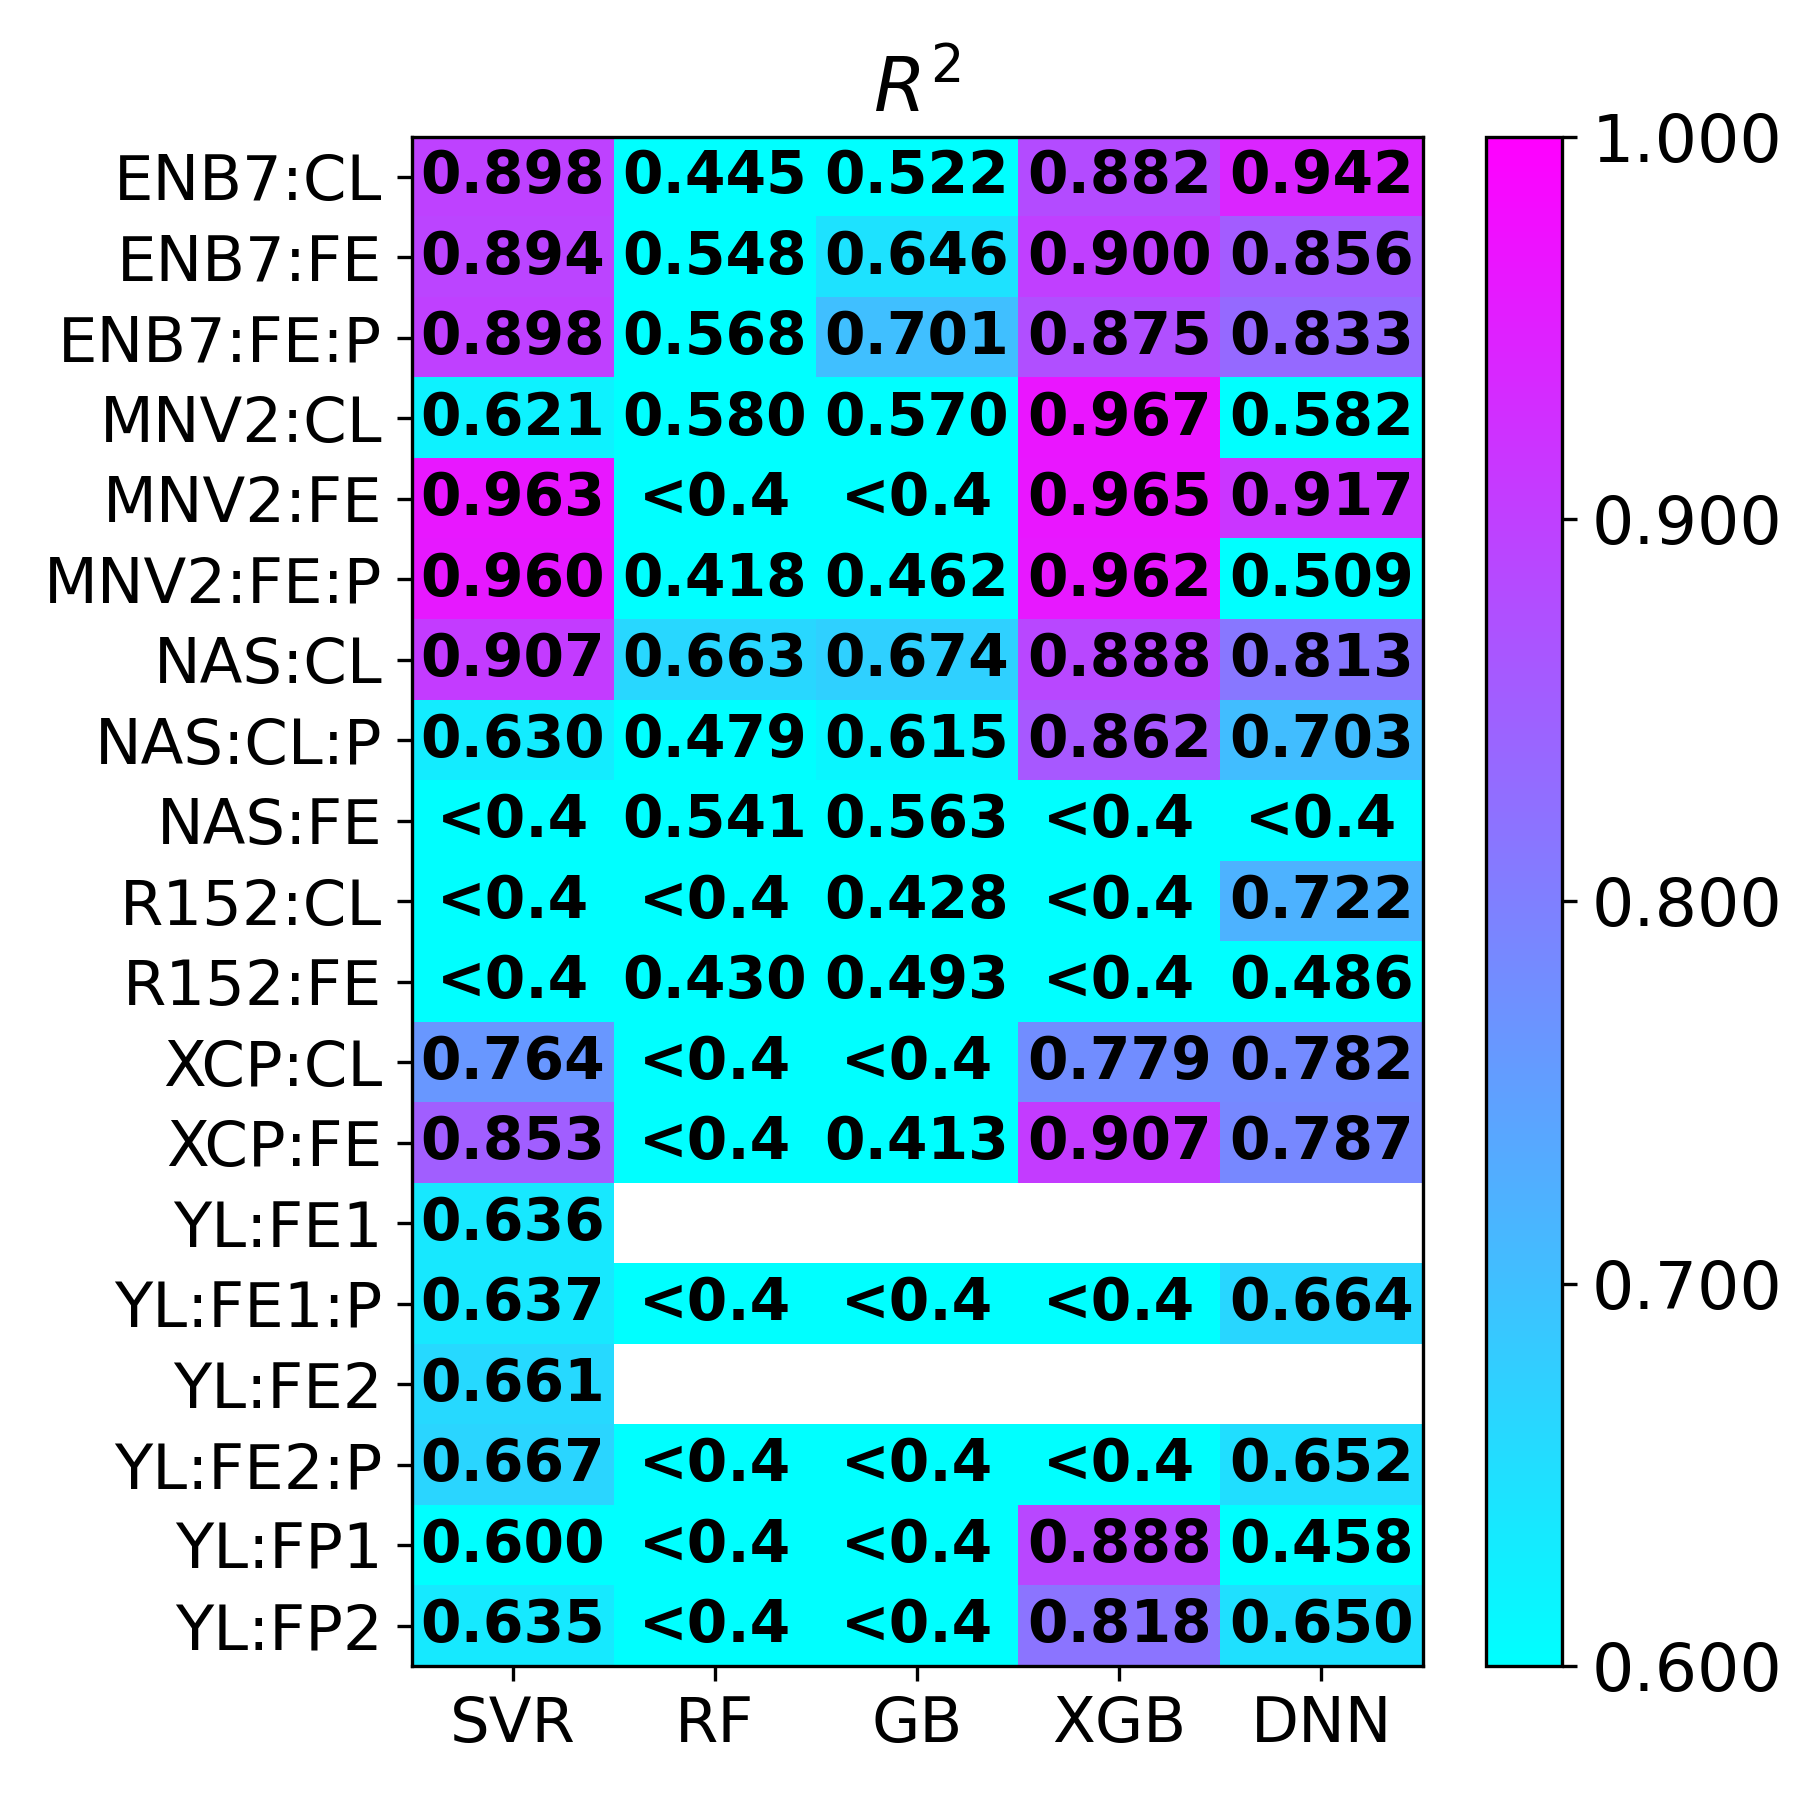 R²
ENB7:CL 0.898 0.445 0.522 0.882 0.942 1.000
ENB7:FE 0.894 0.548 0.646 0.900 0.856
ENB7:FE:P 0.898 0.568 0.701 0.875 0.833
MNV2:CL 0.621 0.580 0.570 0.967 0.582
MNV2:FE 0.963 <0.4 <0.4 0.965 0.917 0.900
MNV2:FE:P 0.960 0.418 0.462 0.962 0.509
NAS:CL 0.907 0.663 0.674 0.888 0.813
NAS:CL:P 0.630 0.479 0.615 0.862 0.703
NAS:FE <0.4 0.541 0.563 <0.4 <0.4
R152:CL <0.4 <0.4 0.428 <0.4 0.722 0.800
R152:FE <0.4 0.430 0.493 <0.4 0.486
XCP:CL 0.764 <0.4 <0.4 0.779 0.782
XCP:FE 0.853 <0.4 0.413 0.907 0.787
YL:FE1 0.636
YL:FE1:P 0.637 <0.4 <0.4 <0.4 0.664 0.700
YL:FE2 0.661
YL:FE2:P 0.667 <0.4 <0.4 <0.4 0.652
YL:FP1 0.600 <0.4 <0.4 0.888 0.458
YL:FP2 0.635 <0.4 <0.4 0.818 0.650 0.600
SVR RF GB XGB DNN